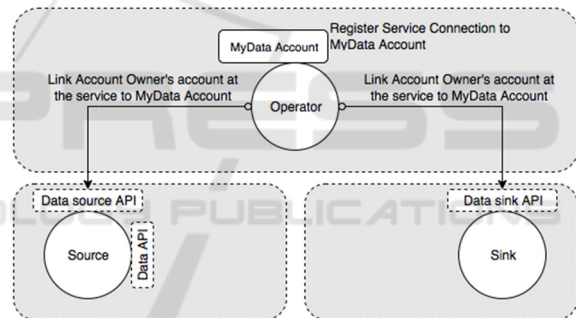 Register Service Connection to
MyData Account
MyData Account
Link Account Owner's account at
the service to MyData Account
Operator
Link Account Owner's account at
the service to MyData Account
Data source API
Source
Data API
Data sink API
Sink
PRESS
PUBLICATIONS